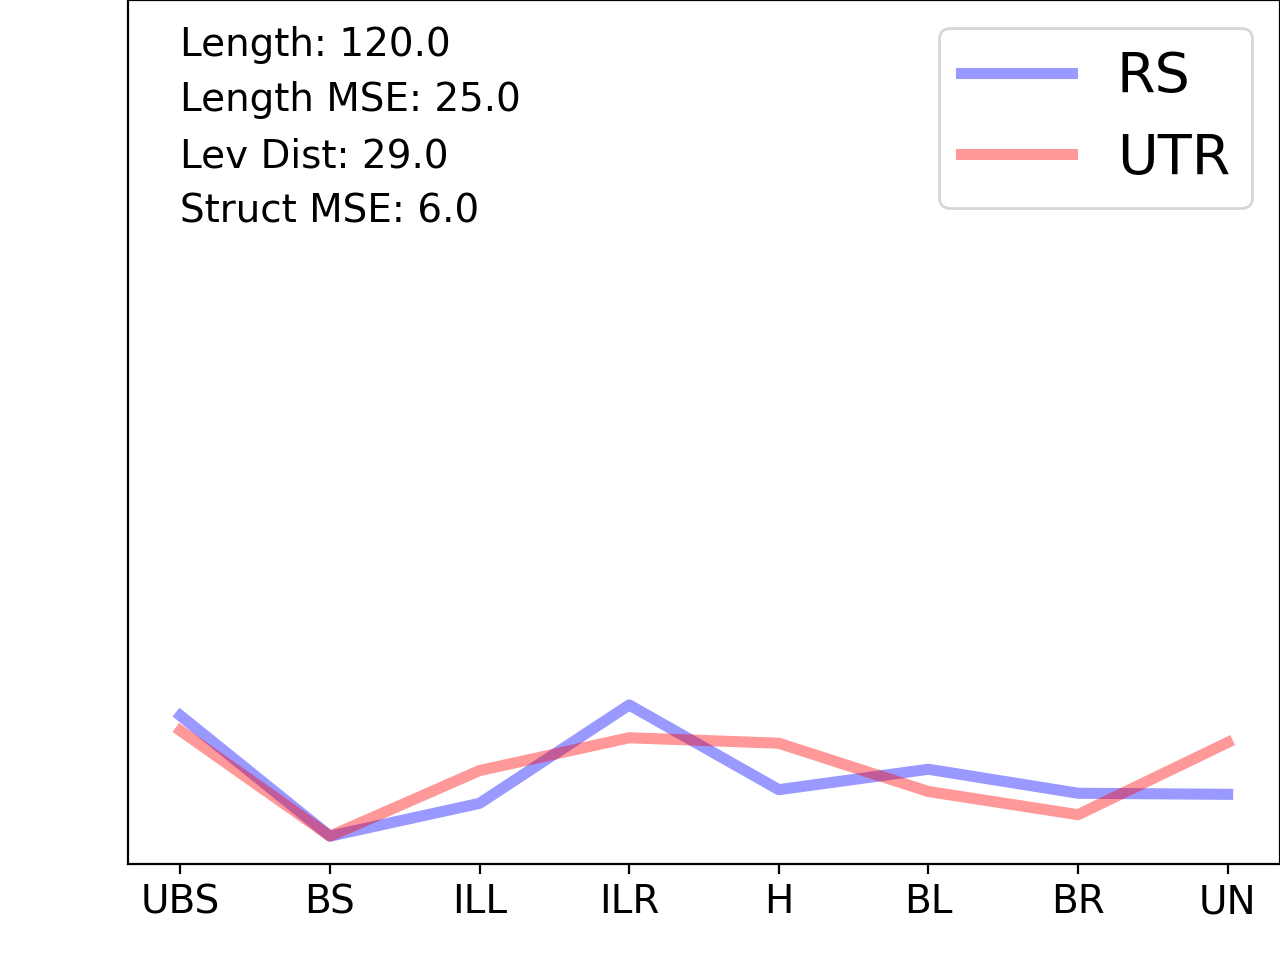 Length: 120.0
Length MSE: 25.0
Lev Dist: 29.0
Struct MSE: 6.0
RS
UTR
UBS BS ILL ILR H BL BR UN